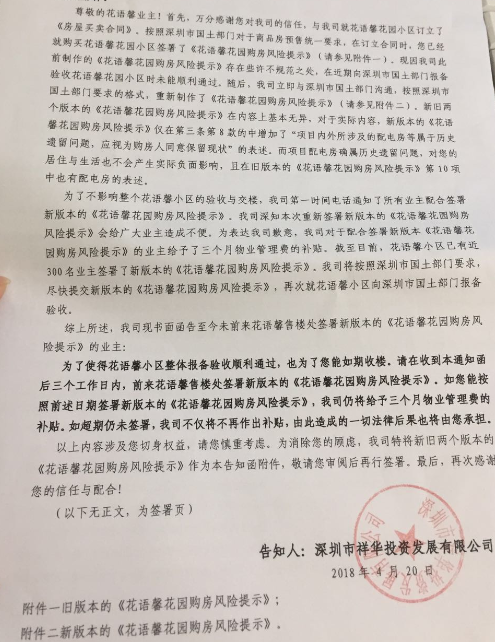 尊敬的花语馨业主！首先，万分感谢您对我司的信任，与我司就花语馨花园小区订立了
《房屋买卖合同》。按照深圳市国土部门对于商品房预售统一要求，在订立合同时，您已经
就购买花语馨花园小区签署了《花语馨花园购房风险提示》（请参见附件一）。现因我司此
前制作的《花语馨花园购房风险提示》存在些许不规范之处，在近期向深圳市国土部门报备
验收花语馨花园小区时未能顺利通过。随后，我司立即与深圳市国土部门沟通，按照深圳市
国土部门要求的格式，重新制作了《花语馨花园购房风险提示》（请参见附件二）。新旧两
个版本的《花语馨花园购房风险提示》在内容上基本无异，对于实际内容，新版本的《花语
馨花园购房风险提示》仅在第三条第8款的中增加了“项目内外所涉及的配电房等属于历史
遗留问题，应视为购房人同意保留现状”的表述。而项目配电房确属历史遗留问题，对您的
居住与生活也不会产生实际负面影响，且在旧版本的《花语馨花园购房风险提示》第10项
中也有配电房的表述。
为了不影响整个花语馨小区的验收与交楼，我司第一时间电话通知了所有业主配合签署
新版本的《花语馨花园购房风险提示》。我司深知本次重新签署新版本的《花语馨花园购房
风险提示》会给广大业主造成不便。为表达我司歉意，我司对于配合签署新版本《花语馨花
园购房风险提示》的业主给予了三个月物业管理费的补贴。截至目前，花语馨小区已有近
300名业主签署了新版本的《花语馨花园购房风险提示》。我司将按照深圳市国土部门要求，
尽快提交新版本的《花语馨花园购房风险提示》，再次就花语馨小区向深圳市国土部门报备
验收。
综上所述，我司现书面函告至今未前来花语馨售楼处签署新版本的《花语馨花园购房风
险提示》的业主：
为了使得花语馨小区整体报备验收顺利通过，也为了您能如期收楼。请在收到本通知函
后三个工作日内，前来花语馨售楼处签署新版本的《花语馨花园购房风险提示》。如您能按
照前述日期签署新版本的《花语馨花园购房风险提示》，我司仍将给予三个月物业管理费的
补贴。如超期仍未签署，我司不仅将不再作出补贴，由此造成的一切法律后果也将由您承担。
以上内容涉及您切身权益，请您慎重考虑。为消除您的顾虑，我司特将新旧两个版本的
《花语馨花园购房风险提示》作为本告知函附件，敬请您审阅后再行签署。最后，再次感谢
您的信任与配合！
（以下无正文，为签署页）
告知人：深圳市祥华投资发展有限公司
2018年4月20日
附件一旧版本的《花语馨花园购房风险提示》；
附件二新版本的《花语馨花园购房风险提示》。
深圳市祥华投资发展有限公司